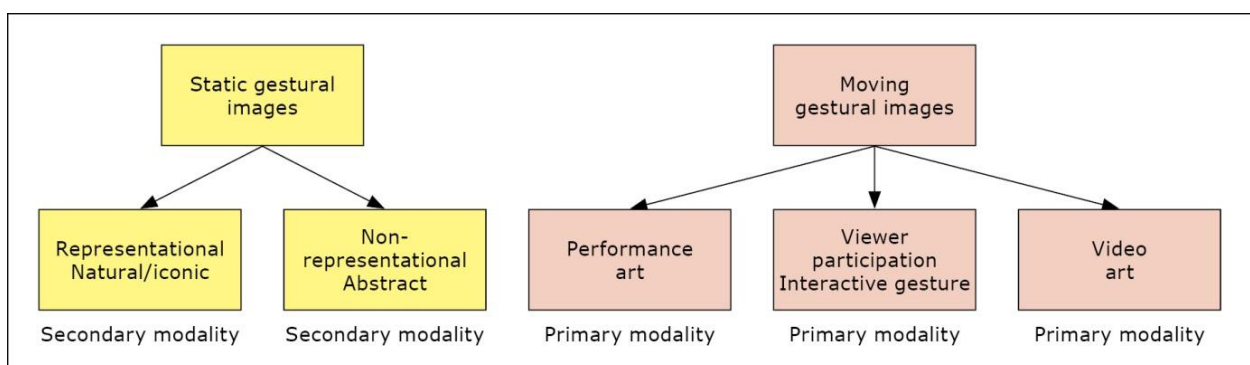 Static gestural
images
Moving
gestural images
Representational
Natural/iconic
Non-
representational
Abstract
Performance
art
Viewer
participation
Interactive gesture
Video
art
Secondary modality
Secondary modality
Primary modality
Primary modality
Primary modality